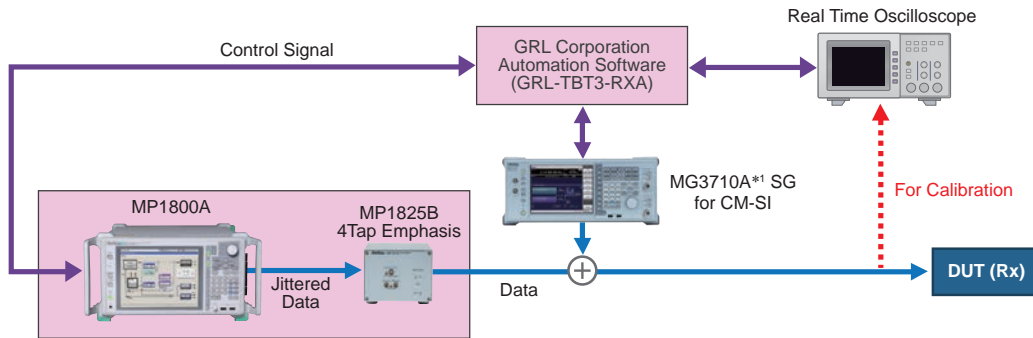 Real Time Oscilloscope
Control Signal
GRL Corporation
Automation Software
(GRL-TBT3-RXA)
MG3710A*1 SG
for CM-SI
For Calibration
MP1800A
MP1825B
4Tap Emphasis
Jittered
Data
Data
DUT (Rx)